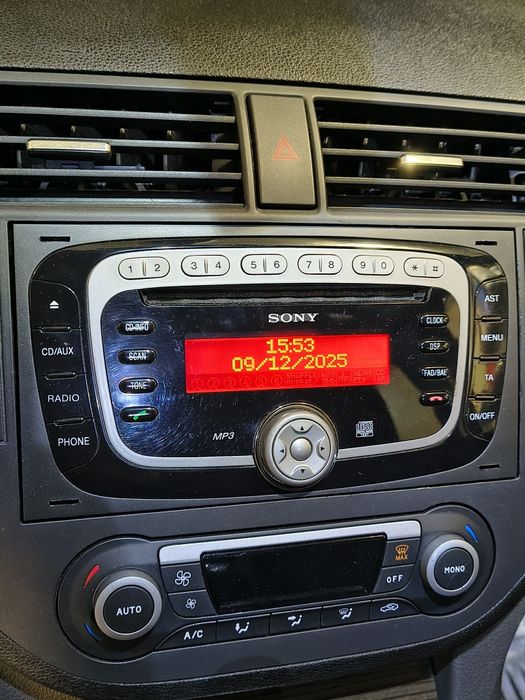 1 2 3 4 5 6 7 8 9 0 * #
SONY
CD-INFO
SCAN
TONE
CD/AUX
RADIO
PHONE
15:53
09/12/2025
CLOCK
DSP
FAD/BAL
AST
MENU
TA
ON/OFF
MP3
AUTO
MAX
OFF
MONO
A/C